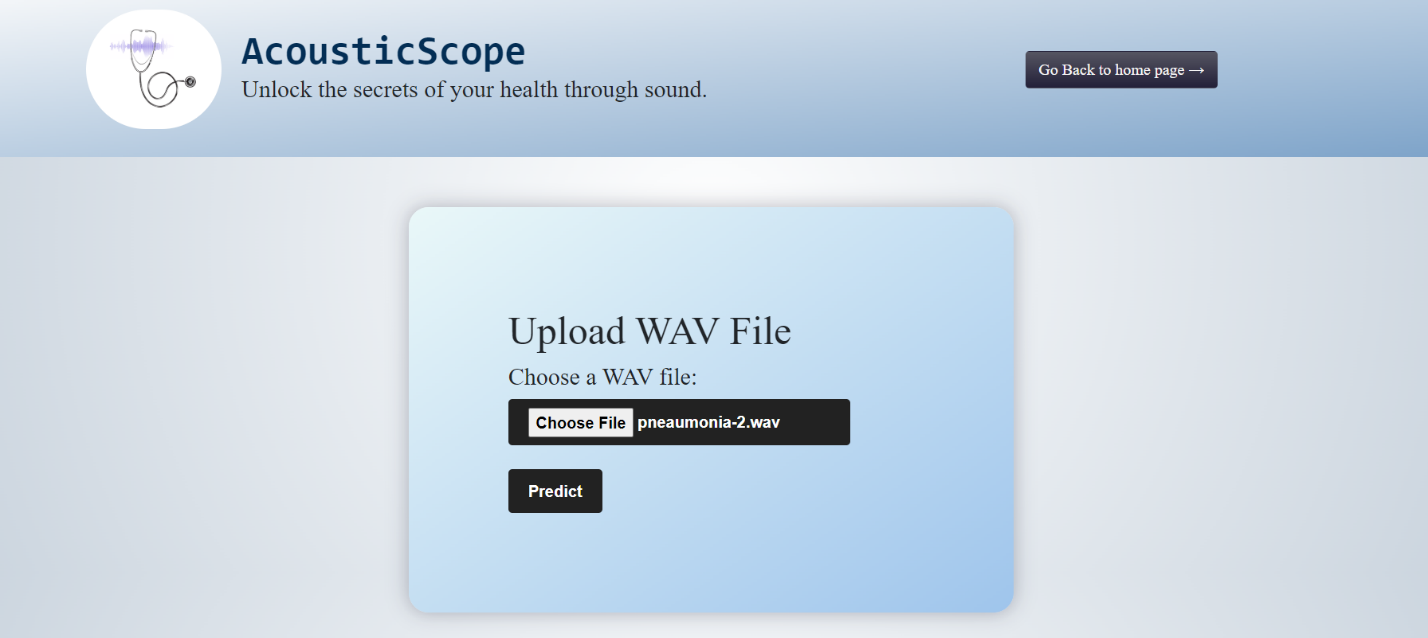 AcousticScope
Unlock the secrets of your health through sound.
Go Back to home page →
Upload WAV File
Choose a WAV file:
Choose File pneaumonia-2.wav
Predict